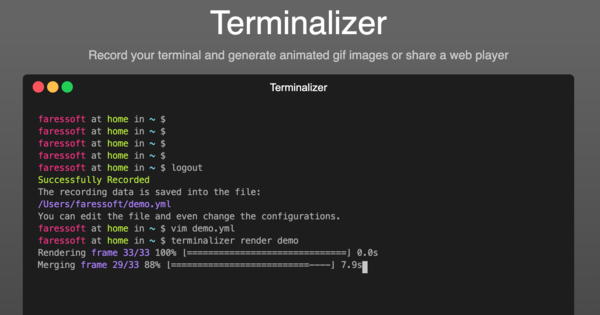 Terminalizer
Record your terminal and generate animated gif images or share a web player
Terminalizer
faressoft at home in ~ $
faressoft at home in ~ $
faressoft at home in ~ $
faressoft at home in ~ $
faressoft at home in ~ $ logout
Successfully Recorded
The recording data is saved into the file:
/Users/faressoft/demo.yml
You can edit the file and even change the configurations.
faressoft at home in ~ $ vim demo.yml
faressoft at home in ~ $ terminalizer render demo
Rendering frame 33/33 100% [==============================] 0.0s
Merging frame 29/33 88% [==========================----] 7.9s